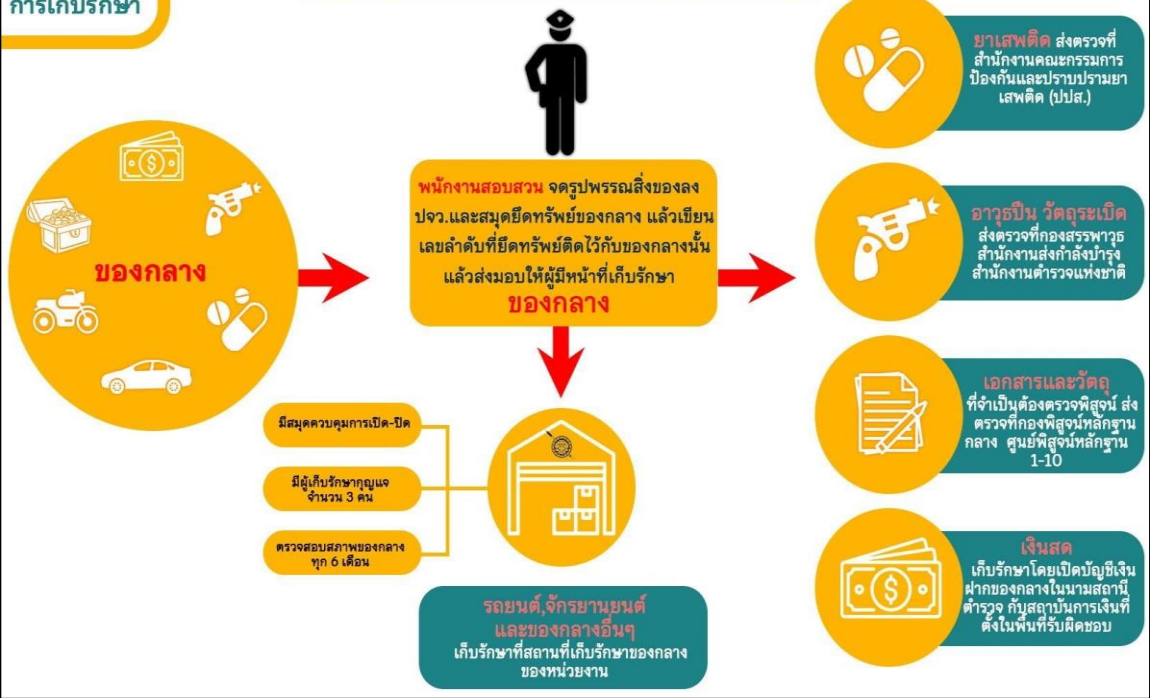 การเก็บรักษา
ของกลาง
พนักงานสอบสวน จดรูปพรรณสิ่งของลง
ปจว.และสมุดยึดทรัพย์ของกลาง แล้วเขียน
เลขลำดับที่ยึดทรัพย์ติดไว้กับของกลางนั้น
แล้วส่งมอบให้ผู้มีหน้าที่เก็บรักษา
ของกลาง
มีสมุดควบคุมการเปิด-ปิด
มีผู้เก็บรักษากุญแจ
จำนวน 3 คน
ตรวจสอบสภาพของกลาง
ทุก 6 เดือน
รถยนต์,จักรยานยนต์
และของกลางอื่นๆ
เก็บรักษาที่สถานที่เก็บรักษาของกลาง
ของหน่วยงาน
ยาเสพติด ส่งตรวจที่
สำนักงานคณะกรรมการ
ป้องกันและปราบปรามยา
เสพติด (ปปส.)
อาวุธปืน วัตถุระเบิด
ส่งตรวจที่กองสรรพาวุธ
สำนักงานส่งกำลังบำรุง
สำนักงานตำรวจแห่งชาติ
เอกสารและวัตถุ
ที่จำเป็นต้องตรวจพิสูจน์ ส่ง
ตรวจที่กองพิสูจน์หลักฐาน
กลาง ศูนย์พิสูจน์หลักฐาน
1-10
เงินสด
เก็บรักษาโดยเปิดบัญชีเงิน
ฝากของกลางในนามสถานี
ตำรวจ กับสถาบันการเงินที่
ตั้งในพื้นที่รับผิดชอบ